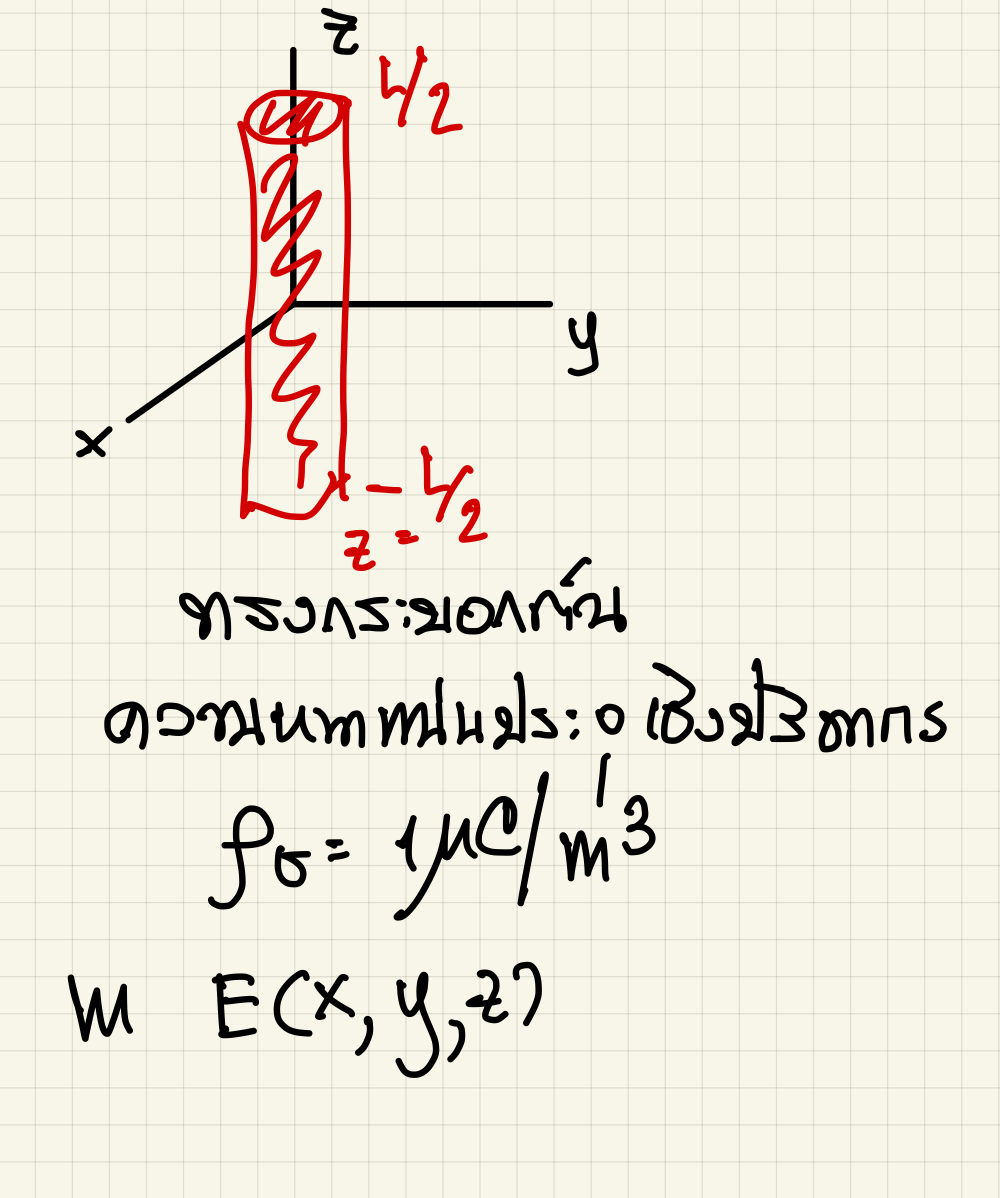 z
L/2
y
x
z = - L/2
ทรงกระบอกตัน
ความหนาแน่นประจุเชิงปริมาตร
ρv = 1 μC/m^3
หา E(x, y, z)